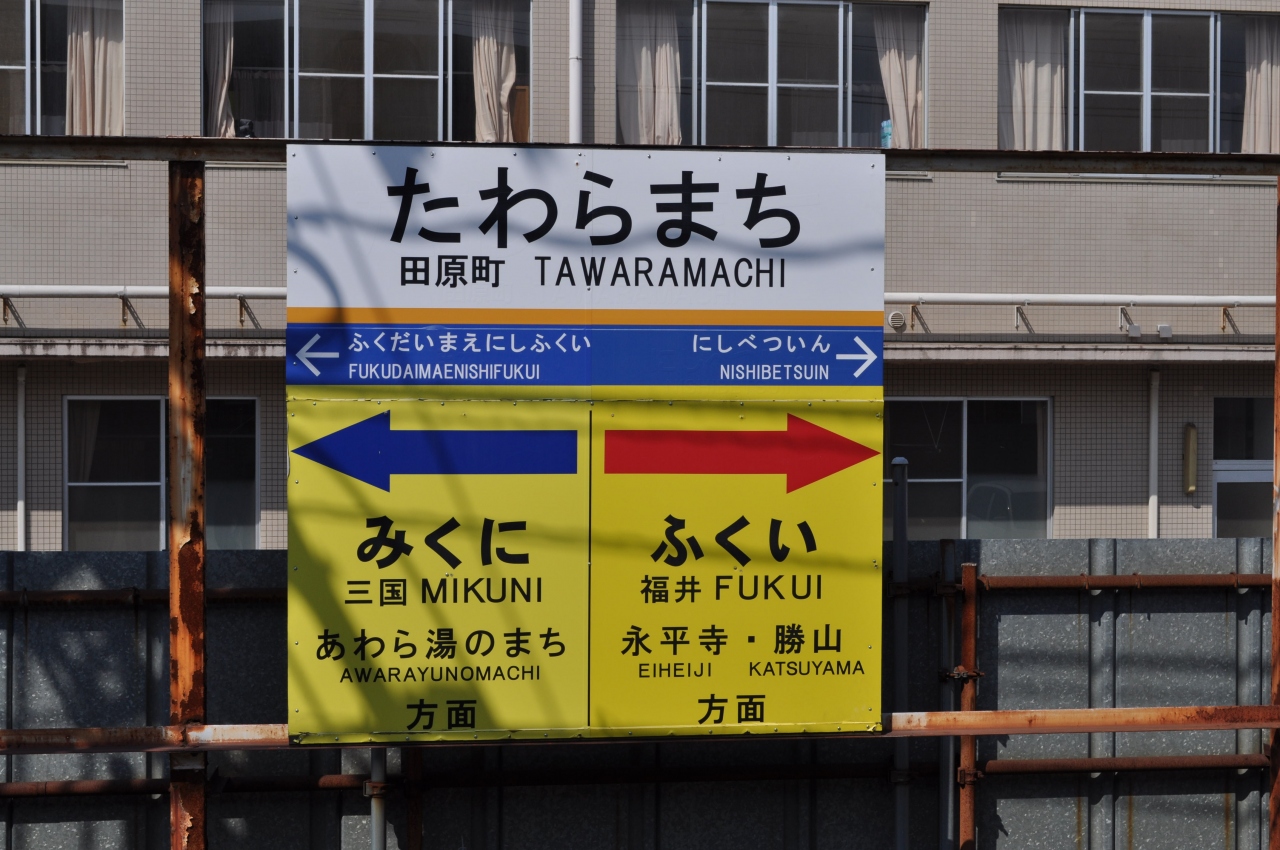 たわらまち
田原町 TAWARAMACHI
← ふくだいまえにしふくい
FUKUDAIMAENISHIFUKUI
にしべついん →
NISHIBETSUIN
みくに
三国 MIKUNI
あわら湯のまち
AWARAYUNOMACHI
方面
ふくい
福井 FUKUI
永平寺・勝山
EIHEIJI KATSUYAMA
方面